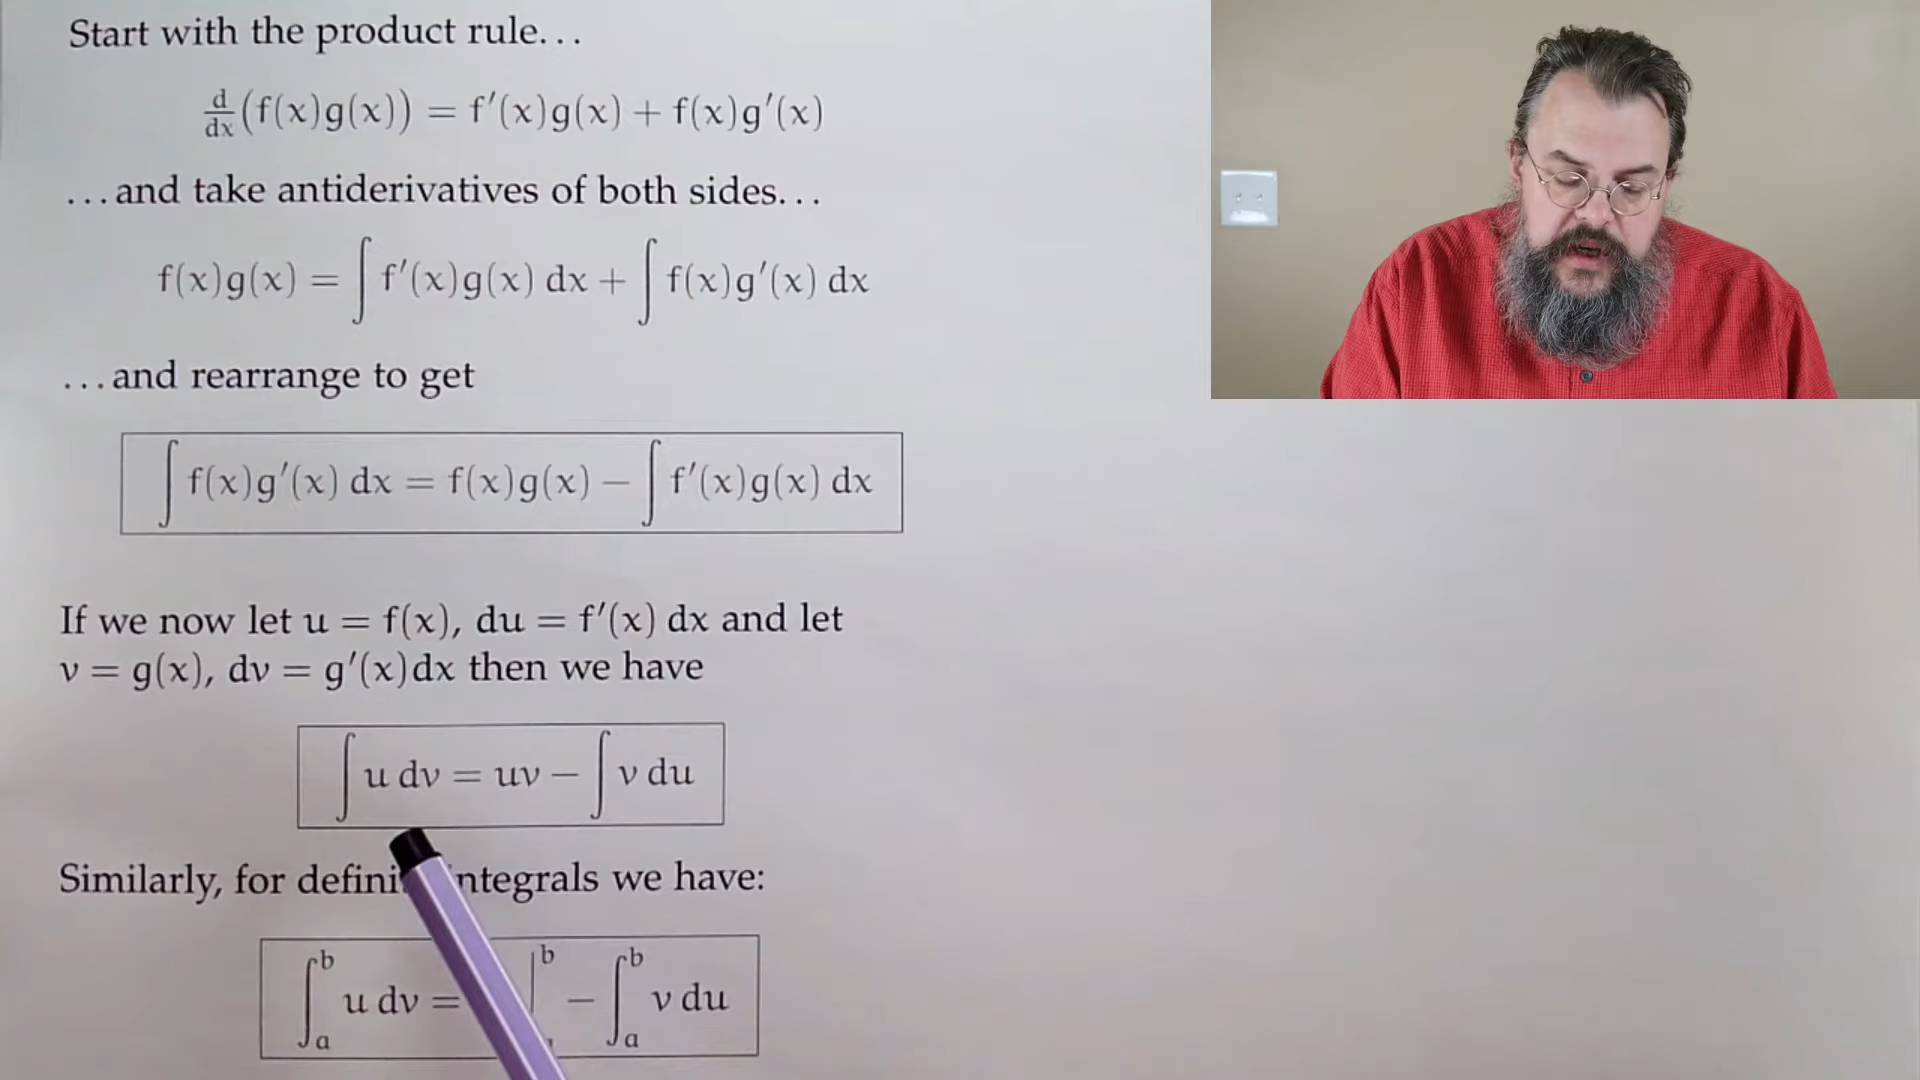 Start with the product rule...
d/dx (f(x)g(x)) = f′(x)g(x) + f(x)g′(x)
...and take antiderivatives of both sides...
f(x)g(x) = ∫ f′(x)g(x) dx + ∫ f(x)g′(x) dx
...and rearrange to get
∫ f(x)g′(x) dx = f(x)g(x) − ∫ f′(x)g(x) dx
If we now let u = f(x), du = f′(x) dx and let
v = g(x), dv = g′(x)dx then we have
∫ u dv = uv − ∫ v du
Similarly, for integrals we have:
∫_a^b u dv = |^b − ∫_a^b v du